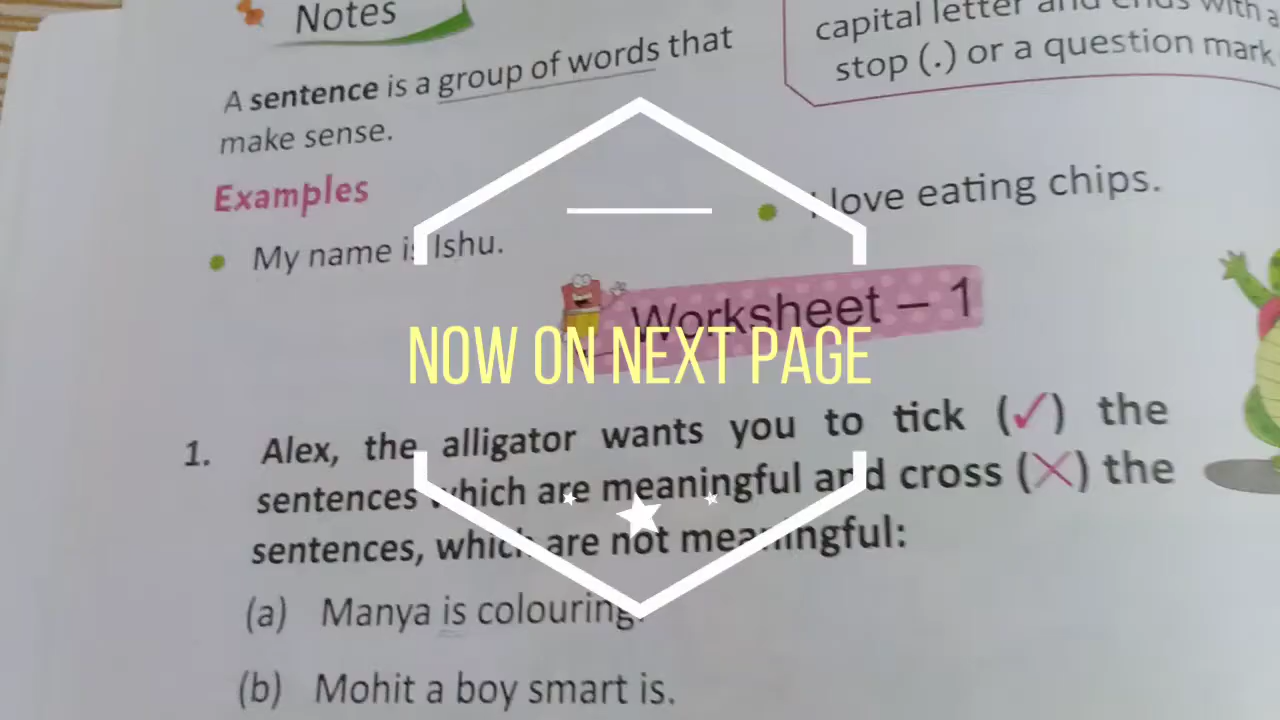 Notes
A sentence is a group of words that
make sense.
capital letter and ends with a
stop (.) or a question mark
Examples
My name is Ishu.
I love eating chips.
Worksheet – 1
NOW ON NEXT PAGE
1. Alex, the alligator wants you to tick (✓) the
sentences which are meaningful and cross (X) the
sentences, which are not meaningful:
(a) Manya is colouring.
(b) Mohit a boy smart is.